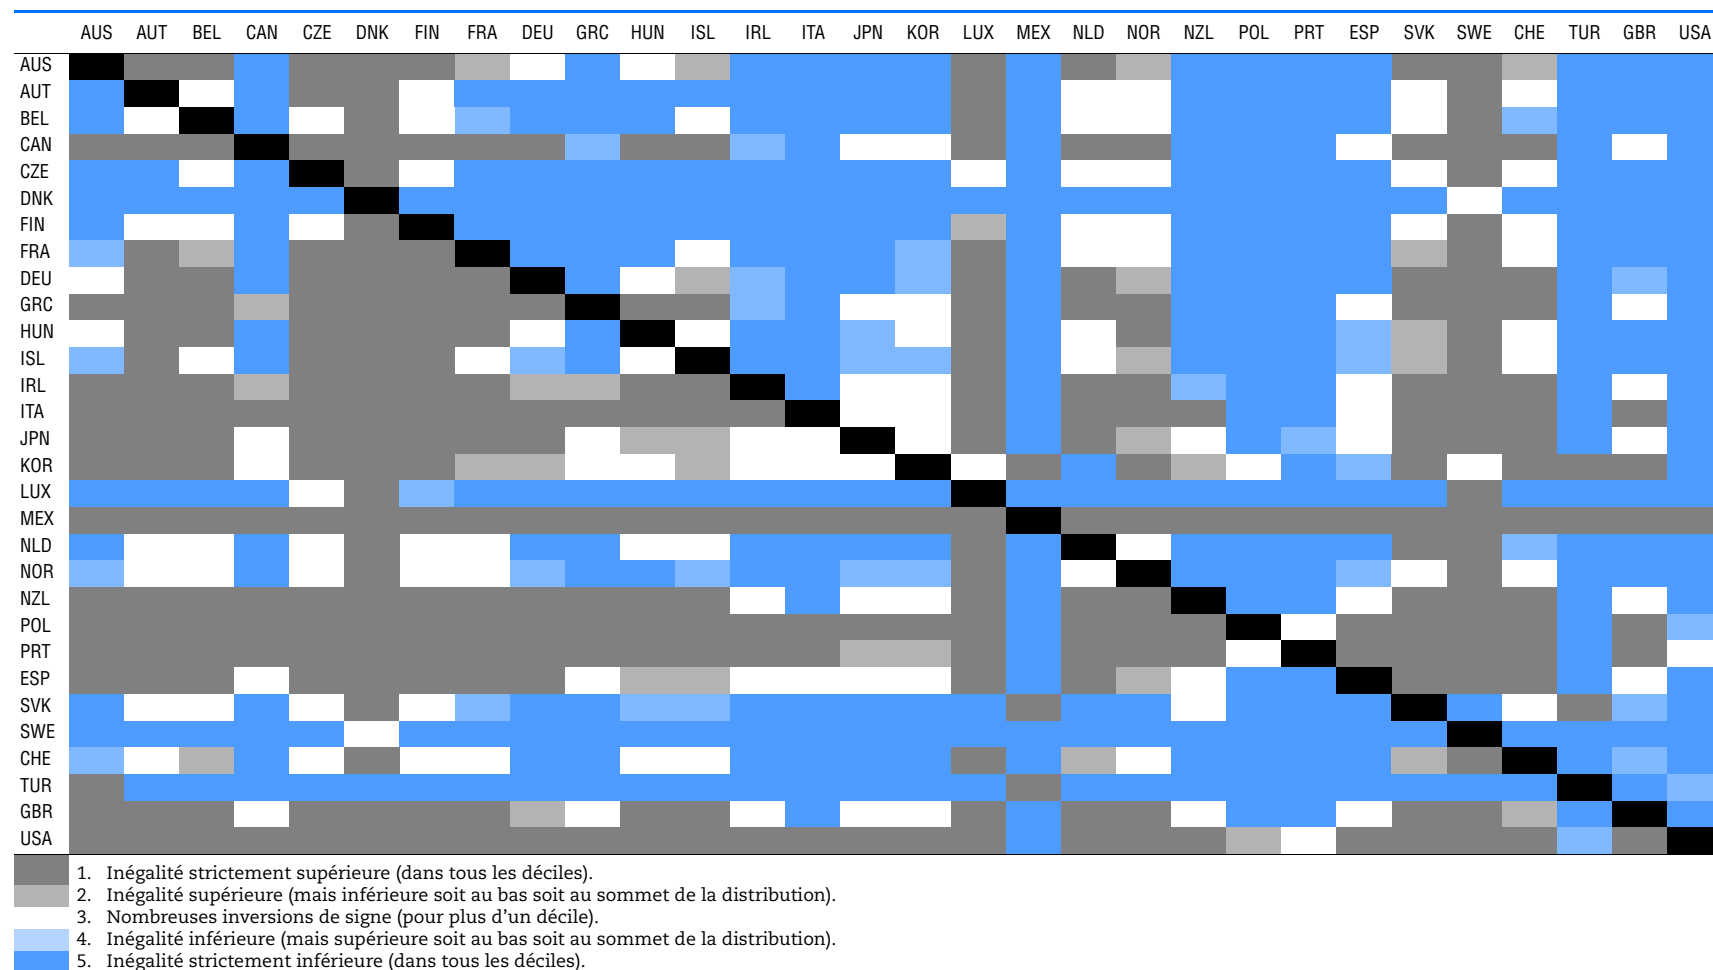 AUS AUT BEL CAN CZE DNK FIN FRA DEU GRC HUN ISL IRL ITA JPN KOR LUX MEX NLD NOR NZL POL PRT ESP SVK SWE CHE TUR GBR USA
AUS
AUT
BEL
CAN
CZE
DNK
FIN
FRA
DEU
GRC
HUN
ISL
IRL
ITA
JPN
KOR
LUX
MEX
NLD
NOR
NZL
POL
PRT
ESP
SVK
SWE
CHE
TUR
GBR
USA
1. Inégalité strictement supérieure (dans tous les déciles).
2. Inégalité supérieure (mais inférieure soit au bas soit au sommet de la distribution).
3. Nombreuses inversions de signe (pour plus d'un décile).
4. Inégalité inférieure (mais supérieure soit au bas soit au sommet de la distribution).
5. Inégalité strictement inférieure (dans tous les déciles).